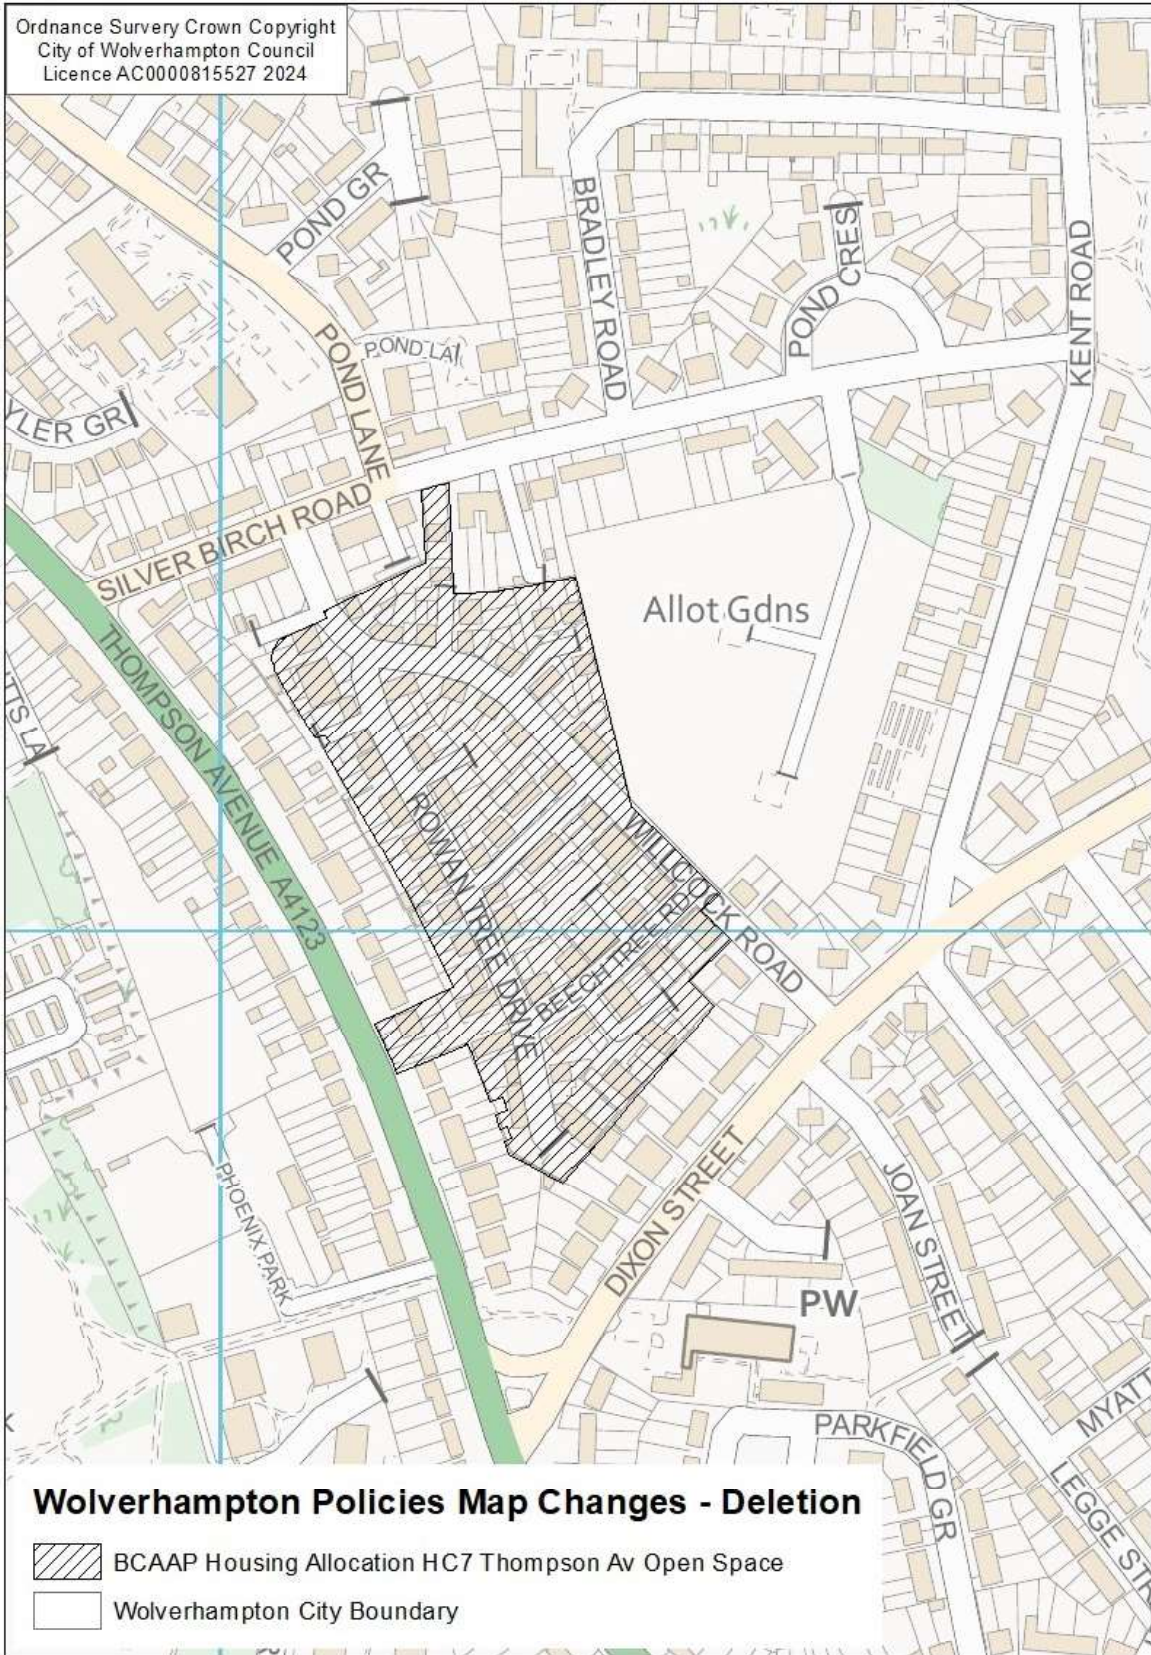 Ordnance Survery Crown Copyright
City of Wolverhampton Council
Licence AC0000815527 2024
POND GR
BRADLEY ROAD
POND CRES
KENT ROAD
POND LA
POND LANE
YLER GR
SILVER BIRCH ROAD
Allot Gdns
THOMPSON AVENUE A4123
TTS LA
ROWAN TREE DRIVE
WILLCOCK ROAD
BEECH TREE RD
PHOENIX PARK
DIXON STREET
JOAN STREET
PW
PARKFIELD GR
MYATT
LEGGE STR
K
Wolverhampton Policies Map Changes - Deletion
BCAAP Housing Allocation HC7 Thompson Av Open Space
Wolverhampton City Boundary